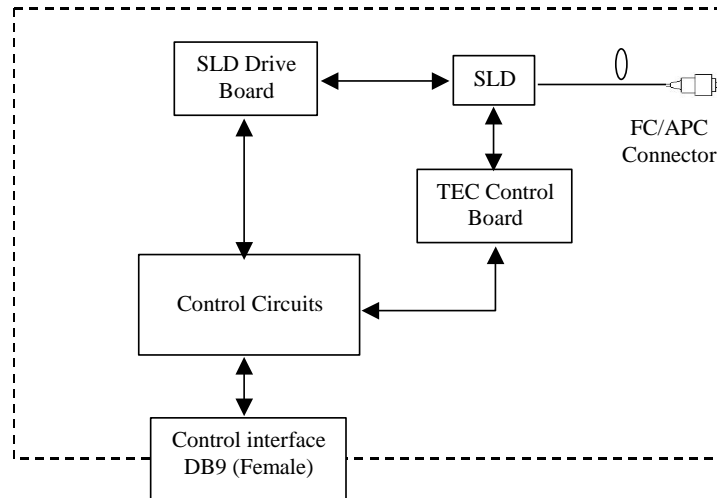 SLD Drive
Board
SLD
FC/APC
Connector
TEC Control
Board
Control Circuits
Control interface
DB9 (Female)